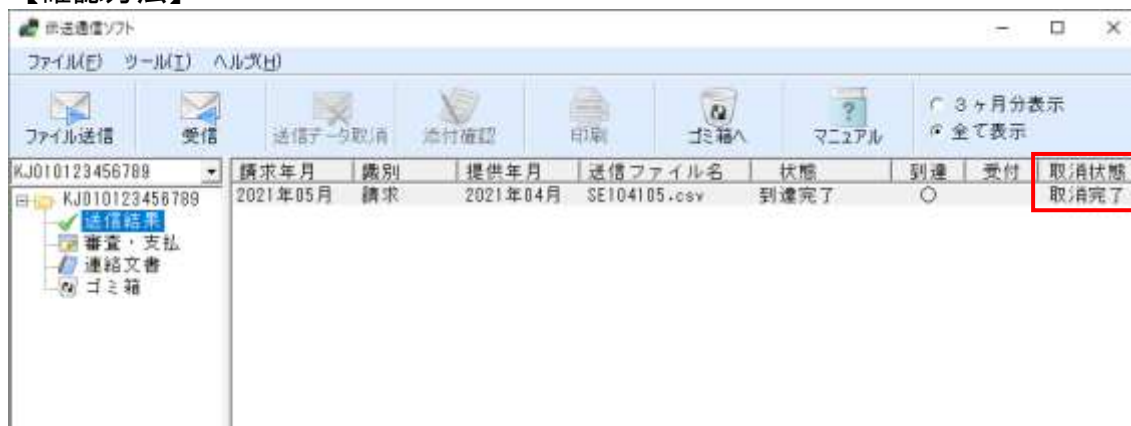 【確認方法】
伝送通信ソフト
ファイル(F) ツール(T) ヘルプ(H)
ファイル送信 受信 送信データ取消 添付確認 印刷 ゴミ箱へ マニュアル
3ヶ月分表示
全て表示
KJ010123456789
請求年月 識別 提供年月 送信ファイル名 状態 到達 受付 取消状態
2021年05月 請求 2021年04月 SE104105.csv 到達完了 ○ 取消完了
KJ010123456789
送信結果
審査・支払
連絡文書
ゴミ箱